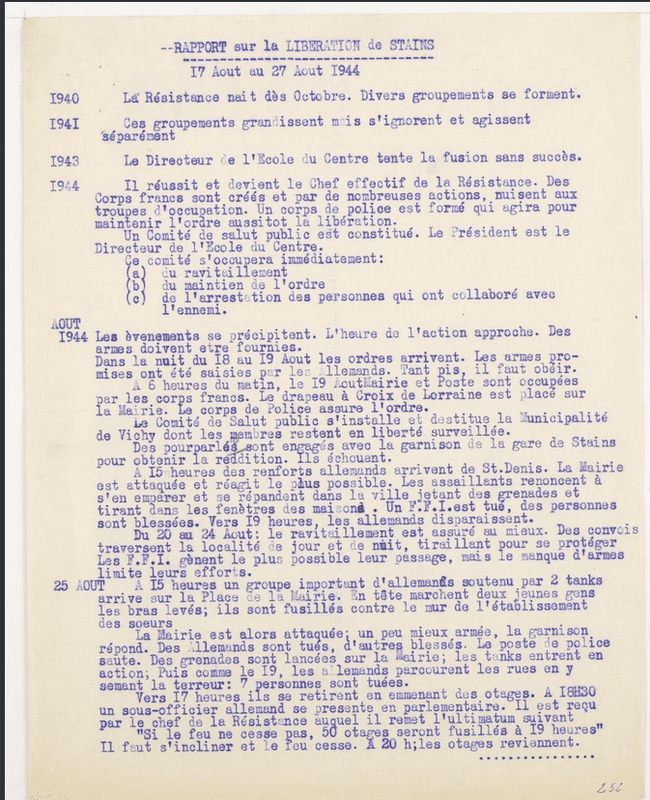 --RAPPORT sur la LIBERATION de STAINS
I7 Aout au 27 Aout I944
I940 La Résistance nait dès Octobre. Divers groupements se forment.
I94I Ces groupements grandissent mais s'ignorent et agissent
séparément
I943 Le Directeur de l'Ecole du Centre tente la fusion sans succès.
I944 Il réussit et devient le Chef effectif de la Résistance. Des
Corps francs sont créés et par de nombreuses actions, nuisent aux
troupes d'occupation. Un corps de police est formé qui agira pour
maintenir l'ordre aussitot la libération.
Un Comité de salut public est constitué. Le Président est le
Directeur de l'Ecole du Centre.
Ce comité s'occupera immédiatement:
(a) du ravitaillement
(b) du maintien de l'ordre
(c) de l'arrestation des personnes qui ont collaboré avec
l'ennemi.
AOUT
I944 Les èvenements se précipitent. L'heure de l'action approche. Des
armes doivent etre fournies.
Dans la nuit du I8 au I9 Aout les ordres arrivent. Les armes pro-
mises ont été saisies par les Allemands. Tant pis, il faut obéir.
A 6 heures du matin, le I9 AoutMairie et Poste sont occupées
par les corps francs. Le drapeau à Croix de Lorraine est placé sur
la Mairie. Le corps de Police assure l'ordre.
Le Comité de Salut public s'installe et destitue la Municipalité
de Vichy dont les membres restent en liberté surveillée.
Des pourparlés sont engagés avec la garnison de la gare de Stains
pour obtenir la reddition. Ils échouent.
A I5 heures des renforts allemands arrivent de St.Denis. La Mairie
est attaquée et réagit le plus possible. Les assaillants renoncent à
s'en emparer et se répandent dans la ville jetant des grenades et
tirant dans les fenètres des maisons . Un F.F.I.est tué, des personnes
sont blessées. Vers I9 heures, les allemands disparaissent.
Du 20 au 24 Aout: le ravitaillement est assuré au mieux. Des convois
traversent la localité de jour et de nuit, tiraillant pour se protéger
Les F.F.I. gènent le plus possible leur passage, mais le manque d'armes
limite leurs efforts.
25 AOUT A I5 heures un groupe important d'allemands soutenu par 2 tanks
arrive sur la Place de la Mairie. En tête marchent deux jeunes gens
les bras levés; ils sont fusillés contre le mur de l'établissement
des soeurs
La Mairie est alors attaquée; un peu mieux armée, la garnison
répond. Des Allemands sont tués, d'autres blessés. Le poste de police
saute. Des grenades sont lancées sur la Mairie; les tanks entrent en
action; Puis comme le I9, les allemands parcourent les rues en y
semant la terreur: 7 personnes sont tuées.
Vers I7 heures ils se retirent en emmenant des otages. A I8H30
un sous-officier allemand se presente en parlementaire. Il est reçu
par le chef de la Résistance auquel il remet l'ultimatum suivant
"Si le feu ne cesse pas, 50 otages seront fusillés à I9 heures"
Il faut s'incliner et le feu cesse. A 20 h;les otages reviennent.
................